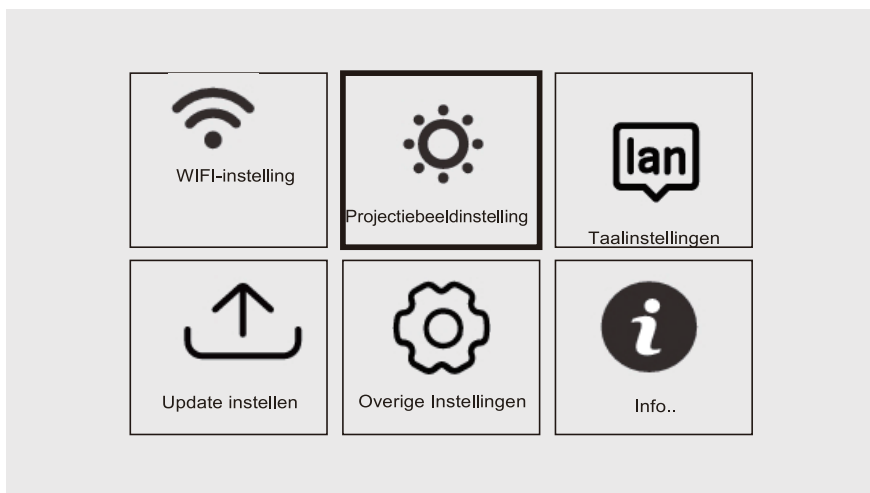 WIFI-instelling
Projectiebeeldinstelling
lan
Taalinstellingen
Update instellen
Overige Instellingen
i
Info..